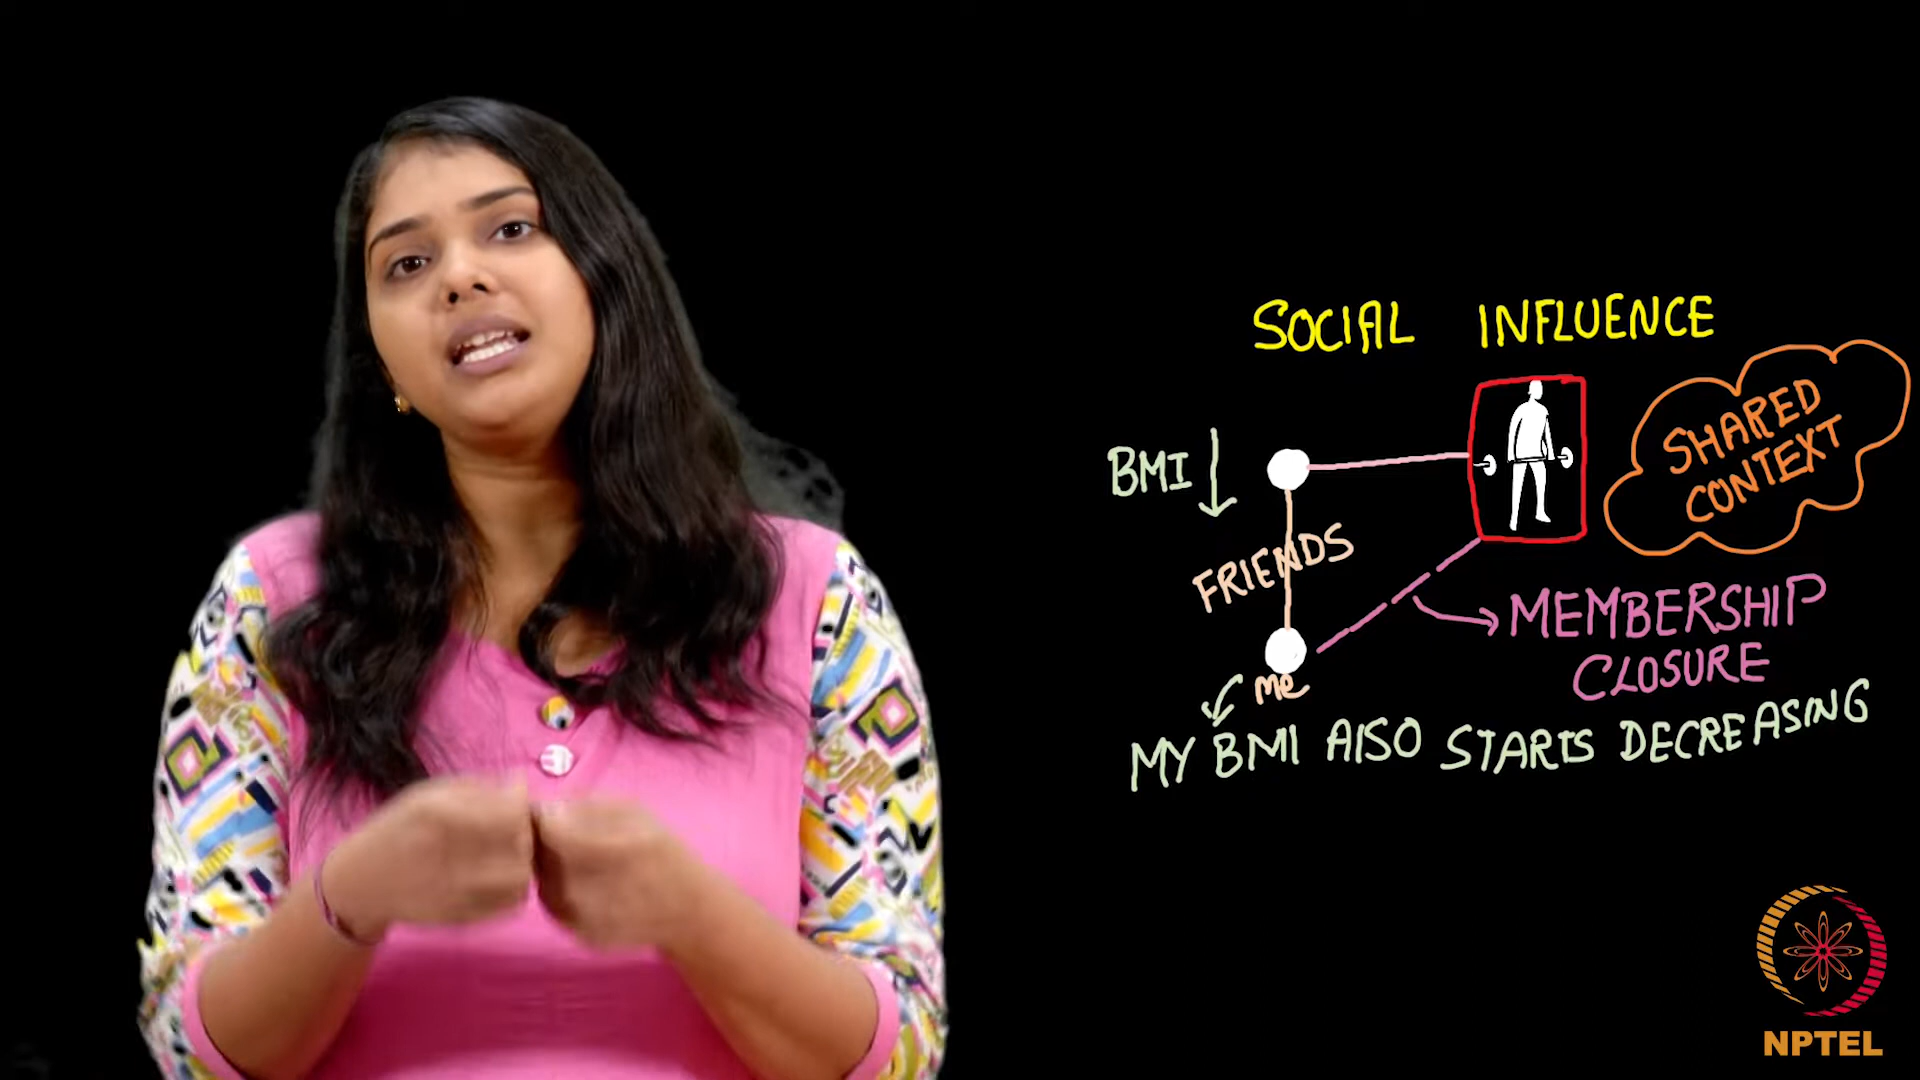 SOCIAL INFLUENCE
SHARED
CONTEXT
BMI
FRIENDS
MEMBERSHIP
CLOSURE
me
MY BMI AlSO STARTS DECREASING
NPTEL